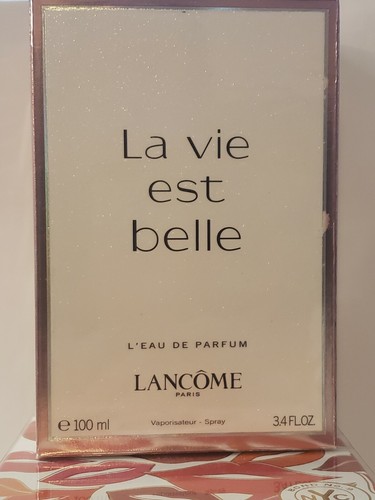 La vie
est
belle
L'EAU DE PARFUM
LANCÔME
PARIS
e 100 ml Vaporisateur - Spray 3.4 FL.OZ.